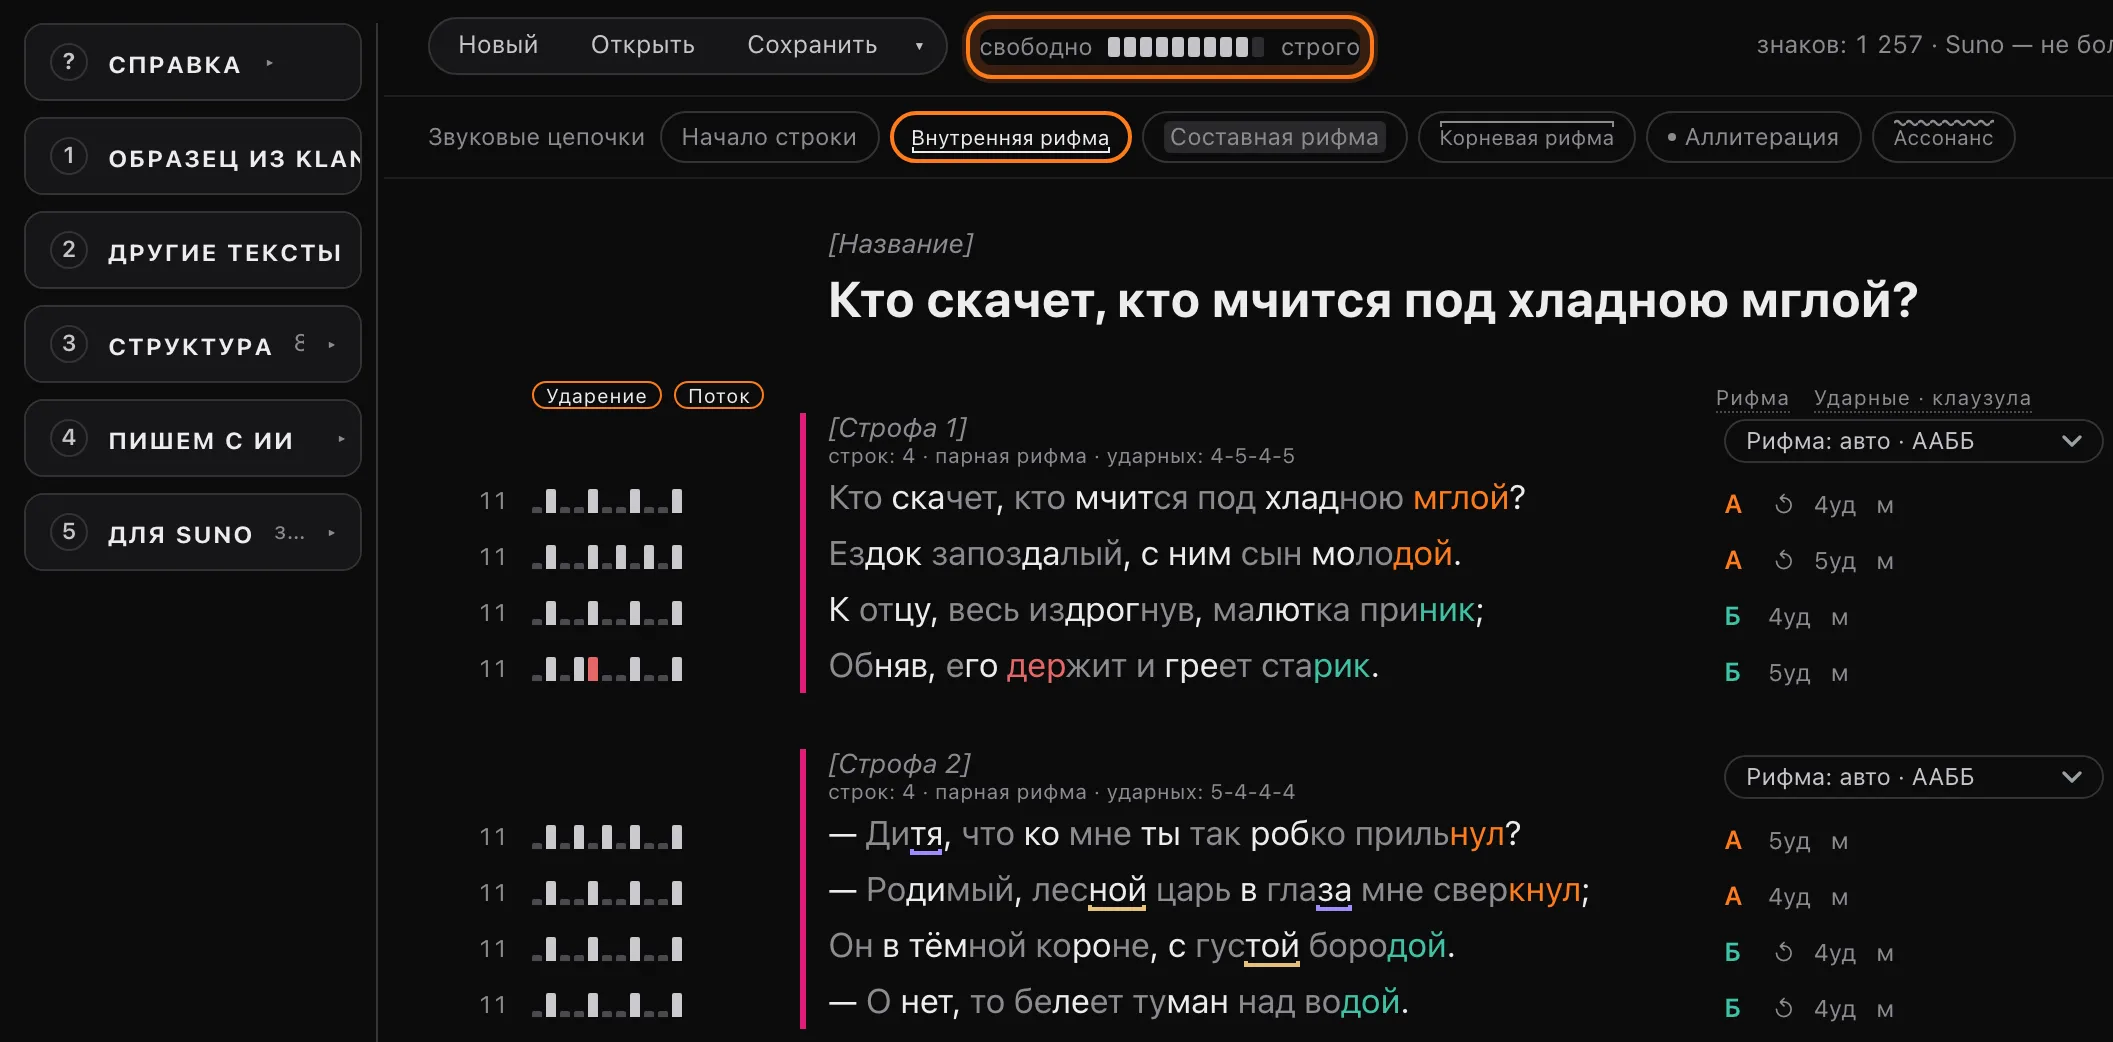 ? СПРАВКА ▸
1 ОБРАЗЕЦ ИЗ KLAN
2 ДРУГИЕ ТЕКСТЫ
3 СТРУКТУРА 8 ▸
4 ПИШЕМ С ИИ ▸
5 ДЛЯ SUNO з... ▸
Новый Открыть Сохранить ▾ свободно строго знаков: 1 257 · Suno — не бол
Звуковые цепочки Начало строки Внутренняя рифма Составная рифма Корневая рифма • Аллитерация Ассонанс
[Название]
Кто скачет, кто мчится под хладною мглой?
Ударение Поток Рифма Ударные · клаузула
[Строфа 1] Рифма: авто · ААББ
строк: 4 · парная рифма · ударных: 4-5-4-5
11 Кто скачет, кто мчится под хладною мглой? А ↺ 4уд м
11 Ездок запоздалый, с ним сын молодой. А ↺ 5уд м
11 К отцу, весь издрогнув, малютка приник; Б 4уд м
11 Обняв, его держит и греет старик. Б 5уд м
[Строфа 2] Рифма: авто · ААББ
строк: 4 · парная рифма · ударных: 5-4-4-4
11 — Дитя, что ко мне ты так робко прильнул? А 5уд м
11 — Родимый, лесной царь в глаза мне сверкнул; А 4уд м
11 Он в тёмной короне, с густой бородой. Б ↺ 4уд м
11 — О нет, то белеет туман над водой. Б ↺ 4уд м